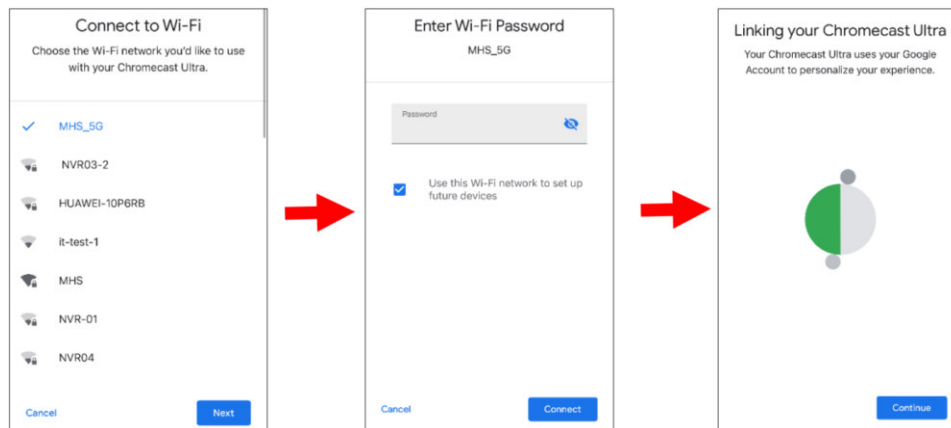 Connect to Wi-Fi
Choose the Wi-Fi network you'd like to use
with your Chromecast Ultra.
MHS_5G
NVR03-2
HUAWEI-10P6RB
it-test-1
MHS
NVR-01
NVR04
Cancel
Next
Enter Wi-Fi Password
MHS_5G
Password
Use this Wi-Fi network to set up
future devices
Cancel
Connect
Linking your Chromecast Ultra
Your Chromecast Ultra uses your Google
Account to personalize your experience.
Continue